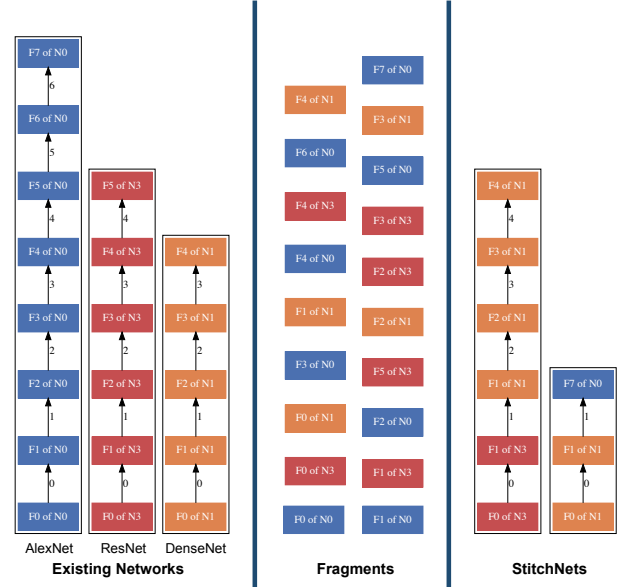 F7 of N0
6
F6 of N0
5
F5 of N0
4
F4 of N0
3
F3 of N0
2
F2 of N0
1
F1 of N0
0
F0 of N0
AlexNet
F5 of N3
4
F4 of N3
3
F3 of N3
2
F2 of N3
1
F1 of N3
0
F0 of N3
ResNet
F4 of N1
3
F3 of N1
2
F2 of N1
1
F1 of N1
0
F0 of N1
DenseNet
Existing Networks
F4 of N1
F6 of N0
F4 of N3
F4 of N0
F1 of N1
F3 of N0
F0 of N1
F0 of N3
F0 of N0
F7 of N0
F3 of N1
F5 of N0
F3 of N3
F2 of N3
F2 of N1
F5 of N3
F2 of N0
F1 of N3
F1 of N0
Fragments
F4 of N1
4
F3 of N1
3
F2 of N1
2
F1 of N1
1
F1 of N3
0
F0 of N3
F7 of N0
1
F1 of N1
0
F0 of N1
StitchNets